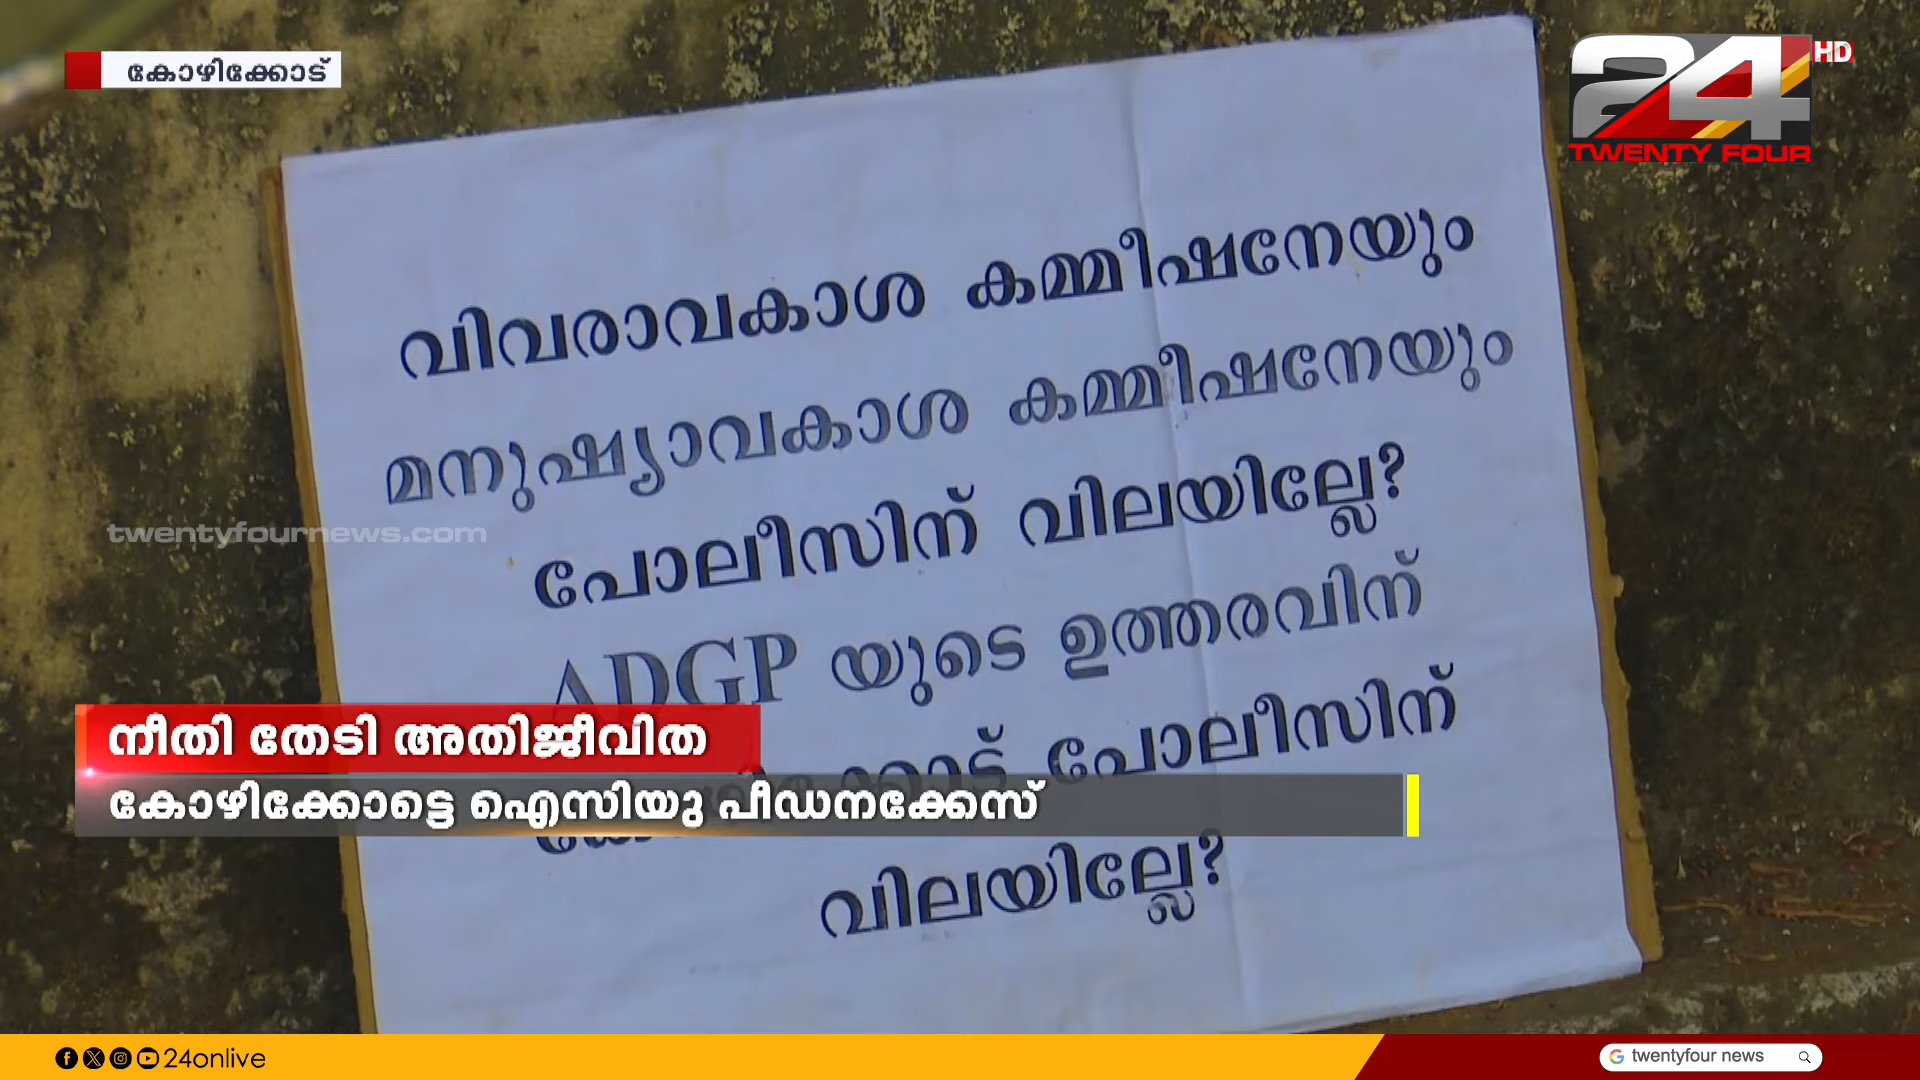 കോഴിക്കോട്
24 HD
TWENTY FOUR
വിവരാവകാശ കമ്മീഷനേയും
മനുഷ്യാവകാശ കമ്മീഷനേയും
പോലീസിന് വിലയില്ലേ?
twentyfournews.com
ADGP യുടെ ഉത്തരവിന്
പോലീസിന്
വിലയില്ലേ?
നീതി തേടി അതിജീവിത
കോഴിക്കോട്ടെ ഐസിയു പീഡനക്കേസ്
24onlive
twentyfour news